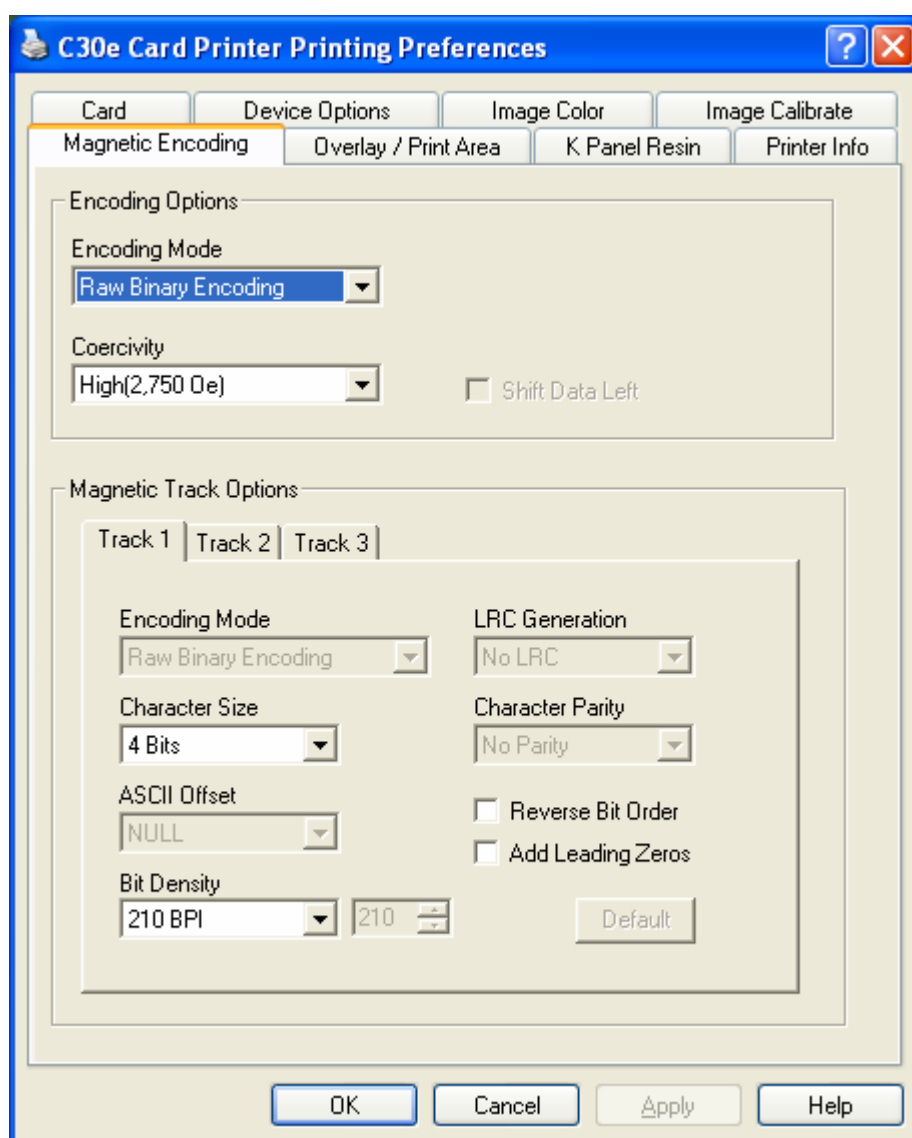 C30e Card Printer Printing Preferences
Card Device Options Image Color Image Calibrate
Magnetic Encoding Overlay / Print Area K Panel Resin Printer Info
Encoding Options
Encoding Mode
Raw Binary Encoding
Coercivity
High(2,750 Oe) Shift Data Left
Magnetic Track Options
Track 1 Track 2 Track 3
Encoding Mode LRC Generation
Raw Binary Encoding No LRC
Character Size Character Parity
4 Bits No Parity
ASCII Offset
NULL Reverse Bit Order
Add Leading Zeros
Bit Density
210 BPI 210 Default
OK Cancel Apply Help